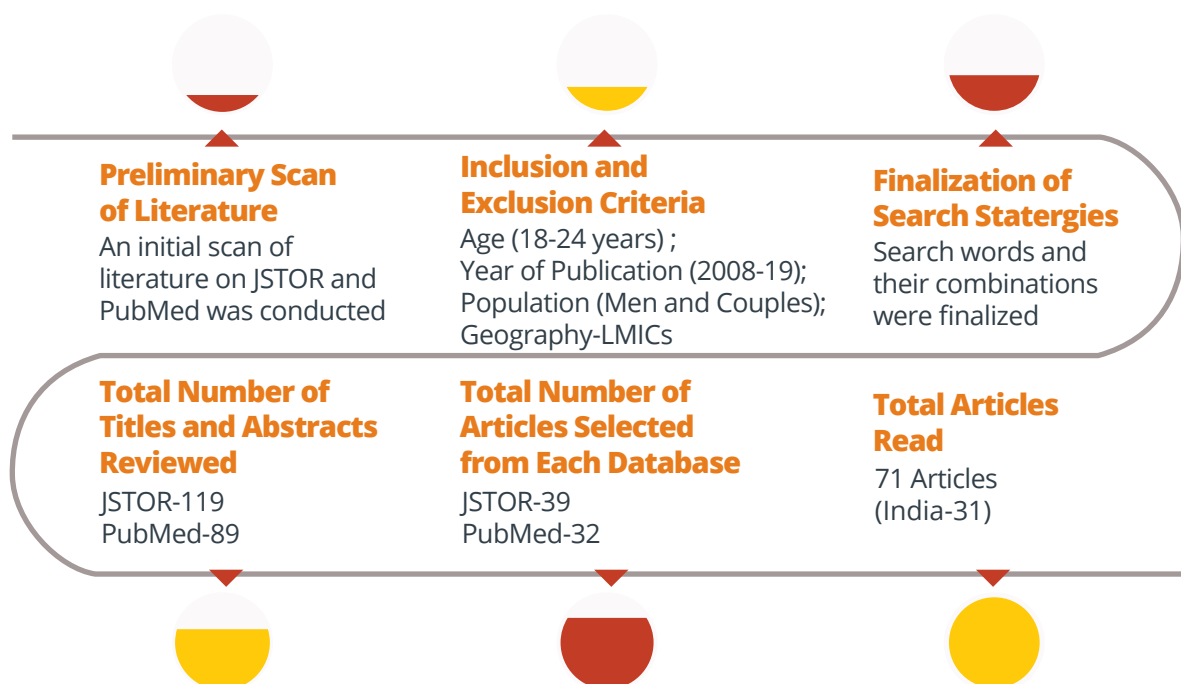 Preliminary Scan
of Literature
An initial scan of
literature on JSTOR and
PubMed was conducted
Inclusion and
Exclusion Criteria
Age (18-24 years) ;
Year of Publication (2008-19);
Population (Men and Couples);
Geography-LMICs
Finalization of
Search Statergies
Search words and
their combinations
were finalized
Total Number of
Titles and Abstracts
Reviewed
JSTOR-119
PubMed-89
Total Number of
Articles Selected
from Each Database
JSTOR-39
PubMed-32
Total Articles
Read
71 Articles
(India-31)